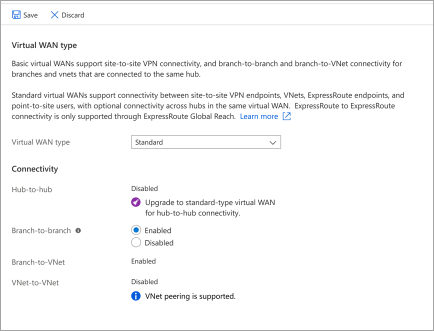 Save Discard
Virtual WAN type
Basic virtual WANs support site-to-site VPN connectivity, and branch-to-branch and branch-to-VNet connectivity for
branches and vnets that are connected to the same hub.
Standard virtual WANs support connectivity between site-to-site VPN endpoints, VNets, ExpressRoute endpoints, and
point-to-site users, with optional connectivity across hubs in the same virtual WAN. ExpressRoute to ExpressRoute
connectivity is only supported through ExpressRoute Global Reach. Learn more
Virtual WAN type Standard
Connectivity
Hub-to-hub Disabled
Upgrade to standard-type virtual WAN
for hub-to-hub connectivity.
Branch-to-branch Enabled
Disabled
Branch-to-VNet Enabled
VNet-to-VNet Disabled
VNet peering is supported.